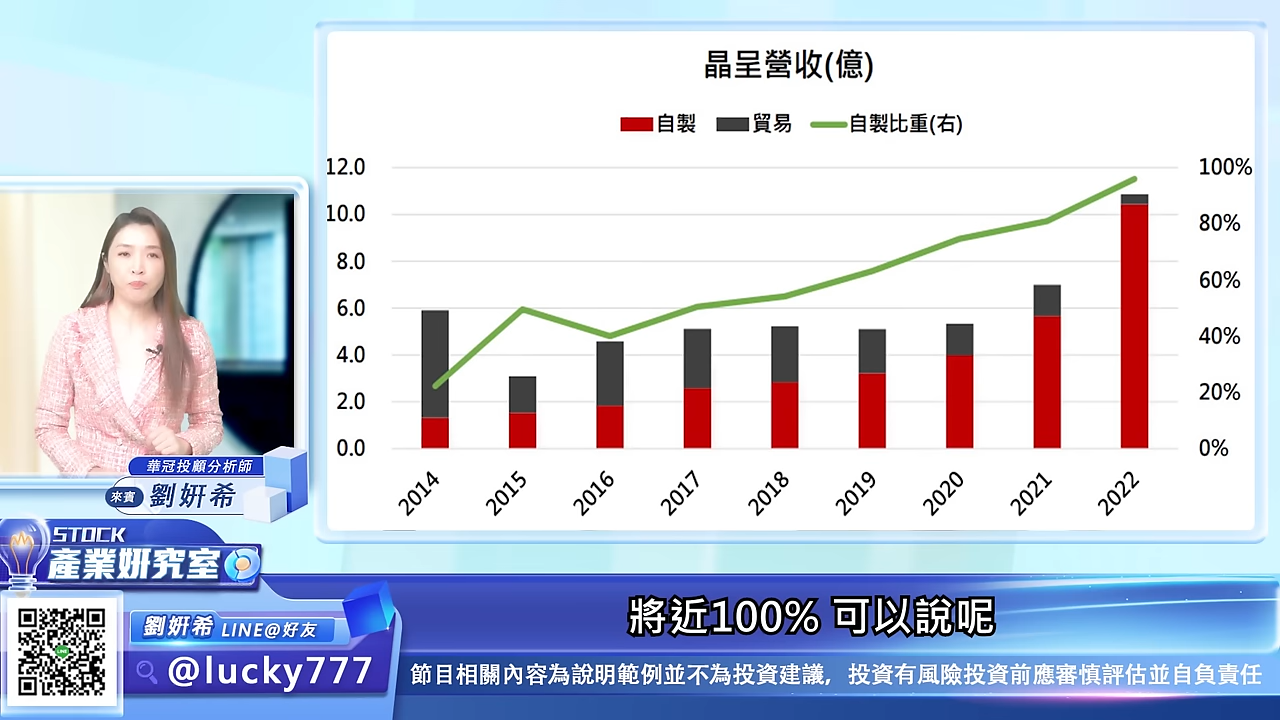 晶呈營收(億)
自製 貿易 自製比重(右)
12.0
10.0
8.0
6.0
4.0
2.0
0.0
100%
80%
60%
40%
20%
0%
2014 2015 2016 2017 2018 2019 2020 2021 2022
華冠投顧分析師
來賓 劉妍希
STOCK
產業妍究室
劉妍希 LINE@好友
@lucky777
LINE
將近100% 可以說呢
節目相關內容為說明範例並不為投資建議，投資有風險投資前應審慎評估並自負責任